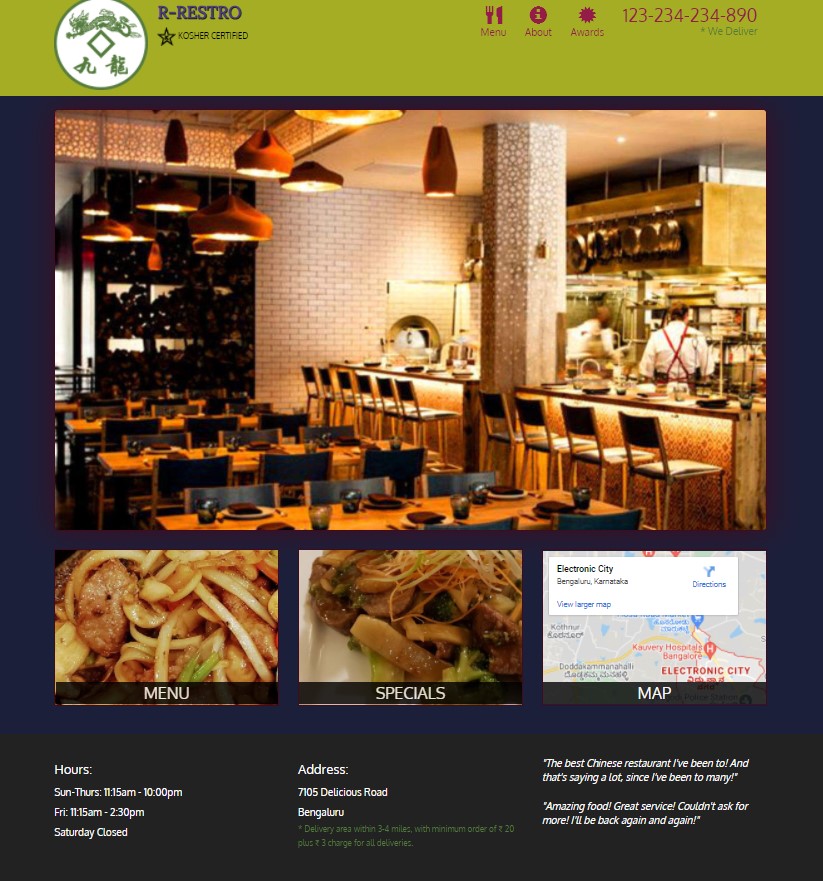 R-RESTRO
KOSHER CERTIFIED
九 龍
Menu
About
Awards
123-234-234-890
* We Deliver
MENU
SPECIALS
Electronic City
Bengaluru, Karnataka
Directions
View larger map
Kothnur
ಕೊತನೂರ್
Kauvery Hospitals
Bangalore
Doddakammanahalli
ELECTRONIC CITY
MAP
Hours:
Sun-Thurs: 11:15am - 10:00pm
Fri: 11:15am - 2:30pm
Saturday Closed
Address:
7105 Delicious Road
Bengaluru
* Delivery area within 3-4 miles, with minimum order of ₹ 20
plus ₹ 3 charge for all deliveries.
"The best Chinese restaurant I've been to! And
that's saying a lot, since I've been to many!"
"Amazing food! Great service! Couldn't ask for
more! I'll be back again and again!"